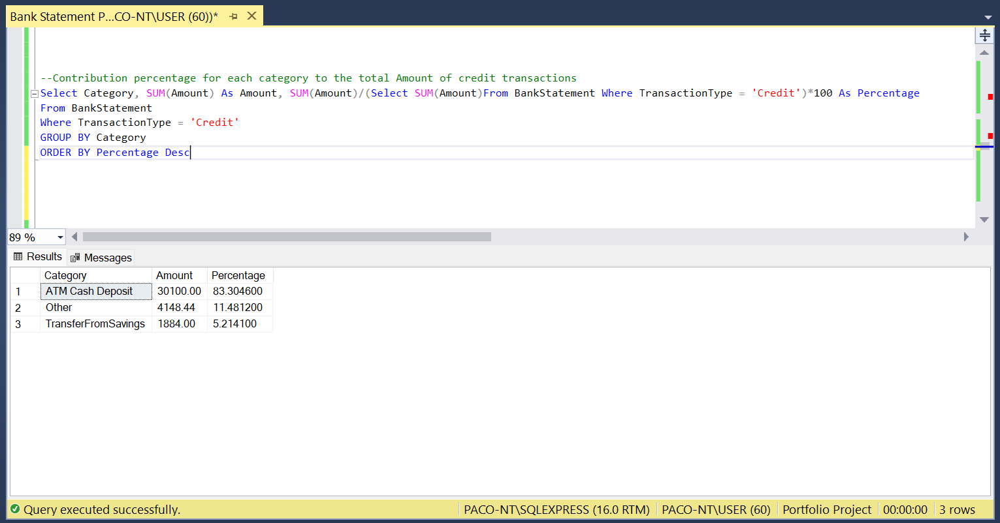 Bank Statement P...CO-NT\USER (60))*
--Contribution percentage for each category to the total Amount of credit transactions
Select Category, SUM(Amount) As Amount, SUM(Amount)/(Select SUM(Amount)From BankStatement Where TransactionType = 'Credit')*100 As Percentage
From BankStatement
Where TransactionType = 'Credit'
GROUP BY Category
ORDER BY Percentage Desc
89 %
Results Messages
Category Amount Percentage
1 ATM Cash Deposit 30100.00 83.304600
2 Other 4148.44 11.481200
3 TransferFromSavings 1884.00 5.214100
Query executed successfully. PACO-NT\SQLEXPRESS (16.0 RTM) PACO-NT\USER (60) Portfolio Project 00:00:00 3 rows